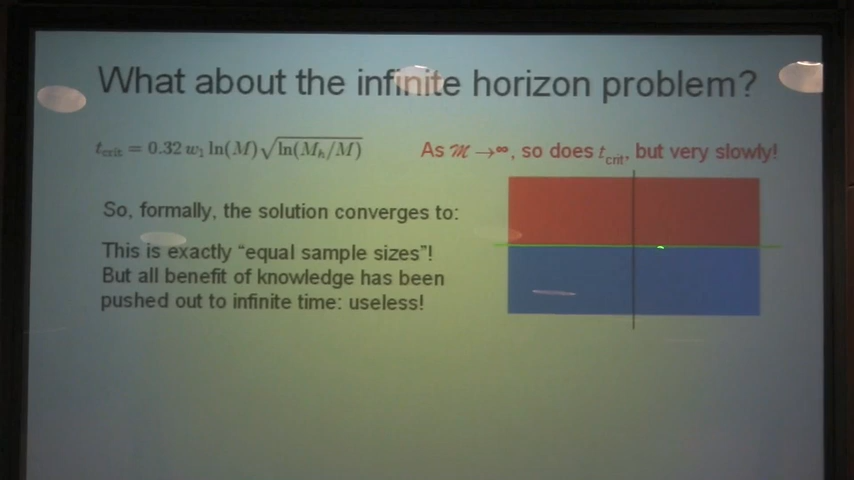 What about the infinite horizon problem?
t_crit = 0.32 w₁ ln(M)√ln(Mₕ/M)
As ℳ →∞, so does t_crit, but very slowly!
So, formally, the solution converges to:
This is exactly “equal sample sizes”!
But all benefit of knowledge has been
pushed out to infinite time: useless!